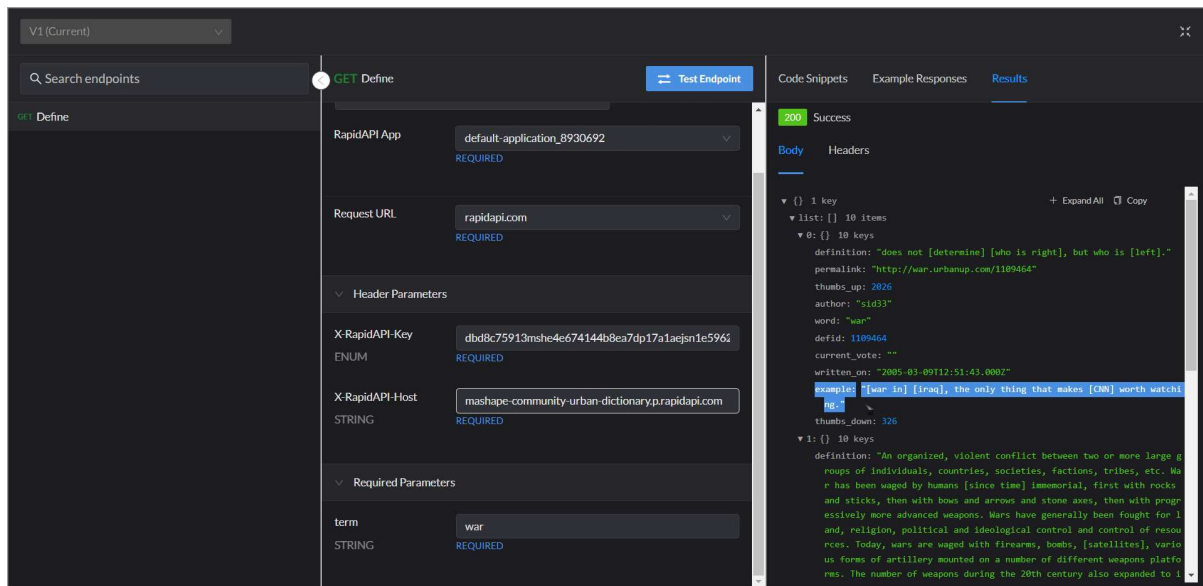 V1 (Current)
Search endpoints
GET Define
GET Define
Test Endpoint
RapidAPI App
default-application_8930692
REQUIRED
Request URL
rapidapi.com
REQUIRED
Header Parameters
X-RapidAPI-Key
dbd8c75913mshe4e674144b8ea7dp17a1aejsn1e5962
ENUM
REQUIRED
X-RapidAPI-Host
mashape-community-urban-dictionary.p.rapidapi.com
STRING
REQUIRED
Required Parameters
term
war
STRING
REQUIRED
Code Snippets
Example Responses
Results
200 Success
Body
Headers
{} 1 key
+ Expand All
Copy
list: [] 10 items
0: {} 10 keys
definition: "does not [determine] [who is right], but who is [left]."
permalink: "http://war.urbanup.com/1109464"
thumbs_up: 2026
author: "sid33"
word: "war"
defid: 1109464
current_vote: ""
written_on: "2005-03-09T12:51:43.000Z"
example: "[war in] [iraq], the only thing that makes [CNN] worth watchi
ng."
thumbs_down: 326
1: {} 10 keys
definition: "An organized, violent conflict between two or more large g
roups of individuals, countries, societies, factions, tribes, etc. Wa
r has been waged by humans [since time] immemorial, first with rocks
and sticks, then with bows and arrows and stone axes, then with progr
essively more advanced weapons. Wars have generally been fought for l
and, religion, political and ideological control and control of resou
rces. Today, wars are waged with firearms, bombs, [satellites], vario
us forms of artillery mounted on a number of different weapons platfo
rms. The number of weapons during the 20th century also expanded to i